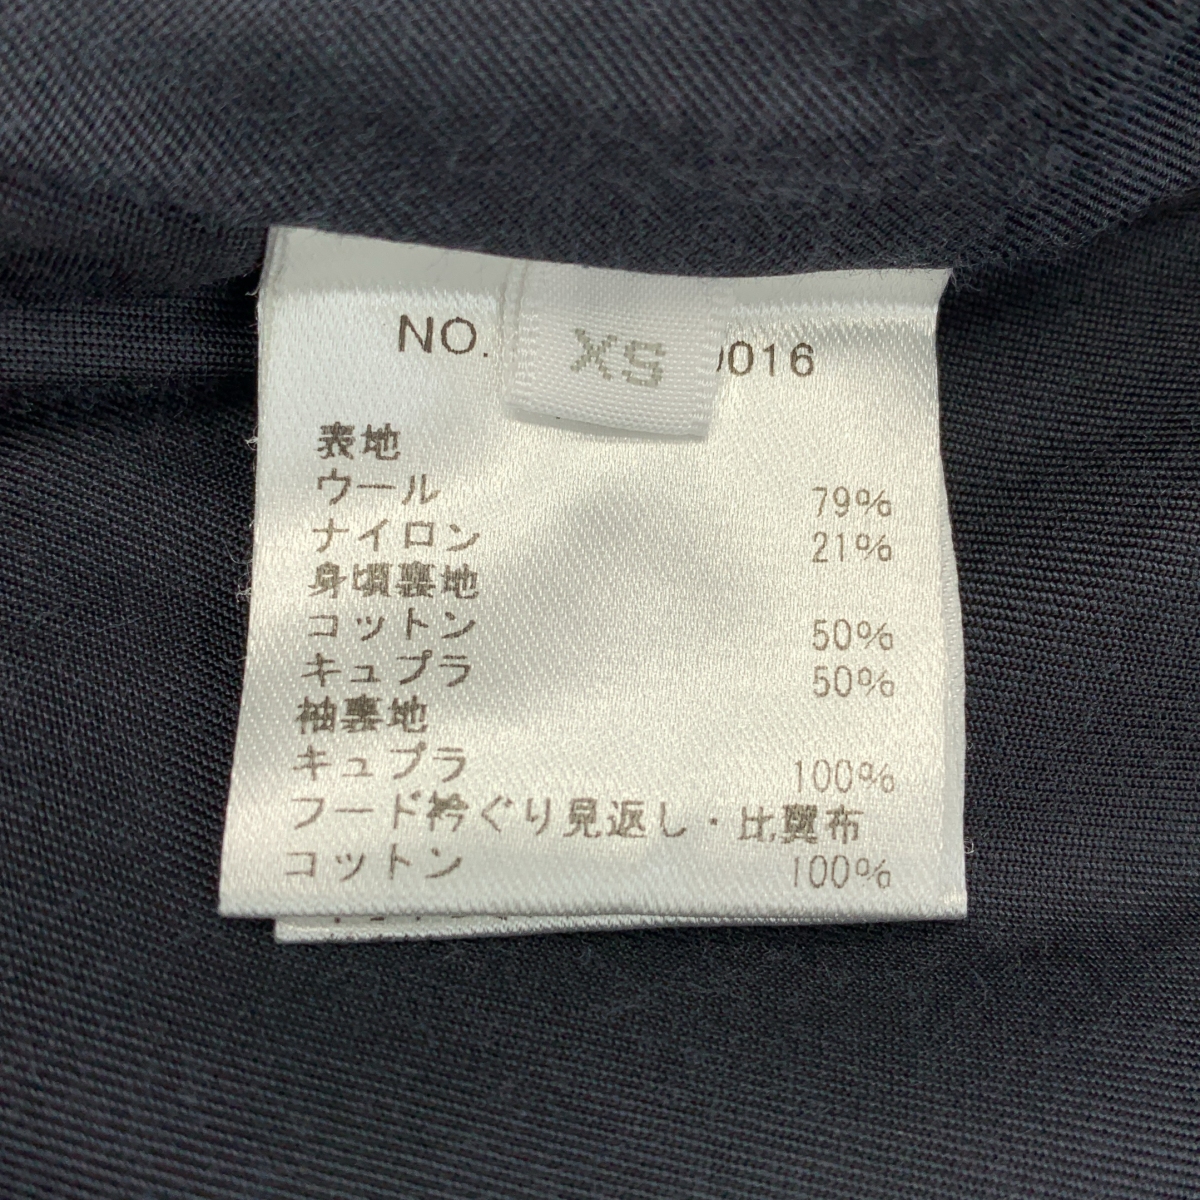 NO.
XS
0016
表地
ウール 79%
ナイロン 21%
身頃裏地
コットン 50%
キュプラ 50%
袖裏地
キュプラ 100%
フード衿ぐり見返し・比翼布
コットン 100%